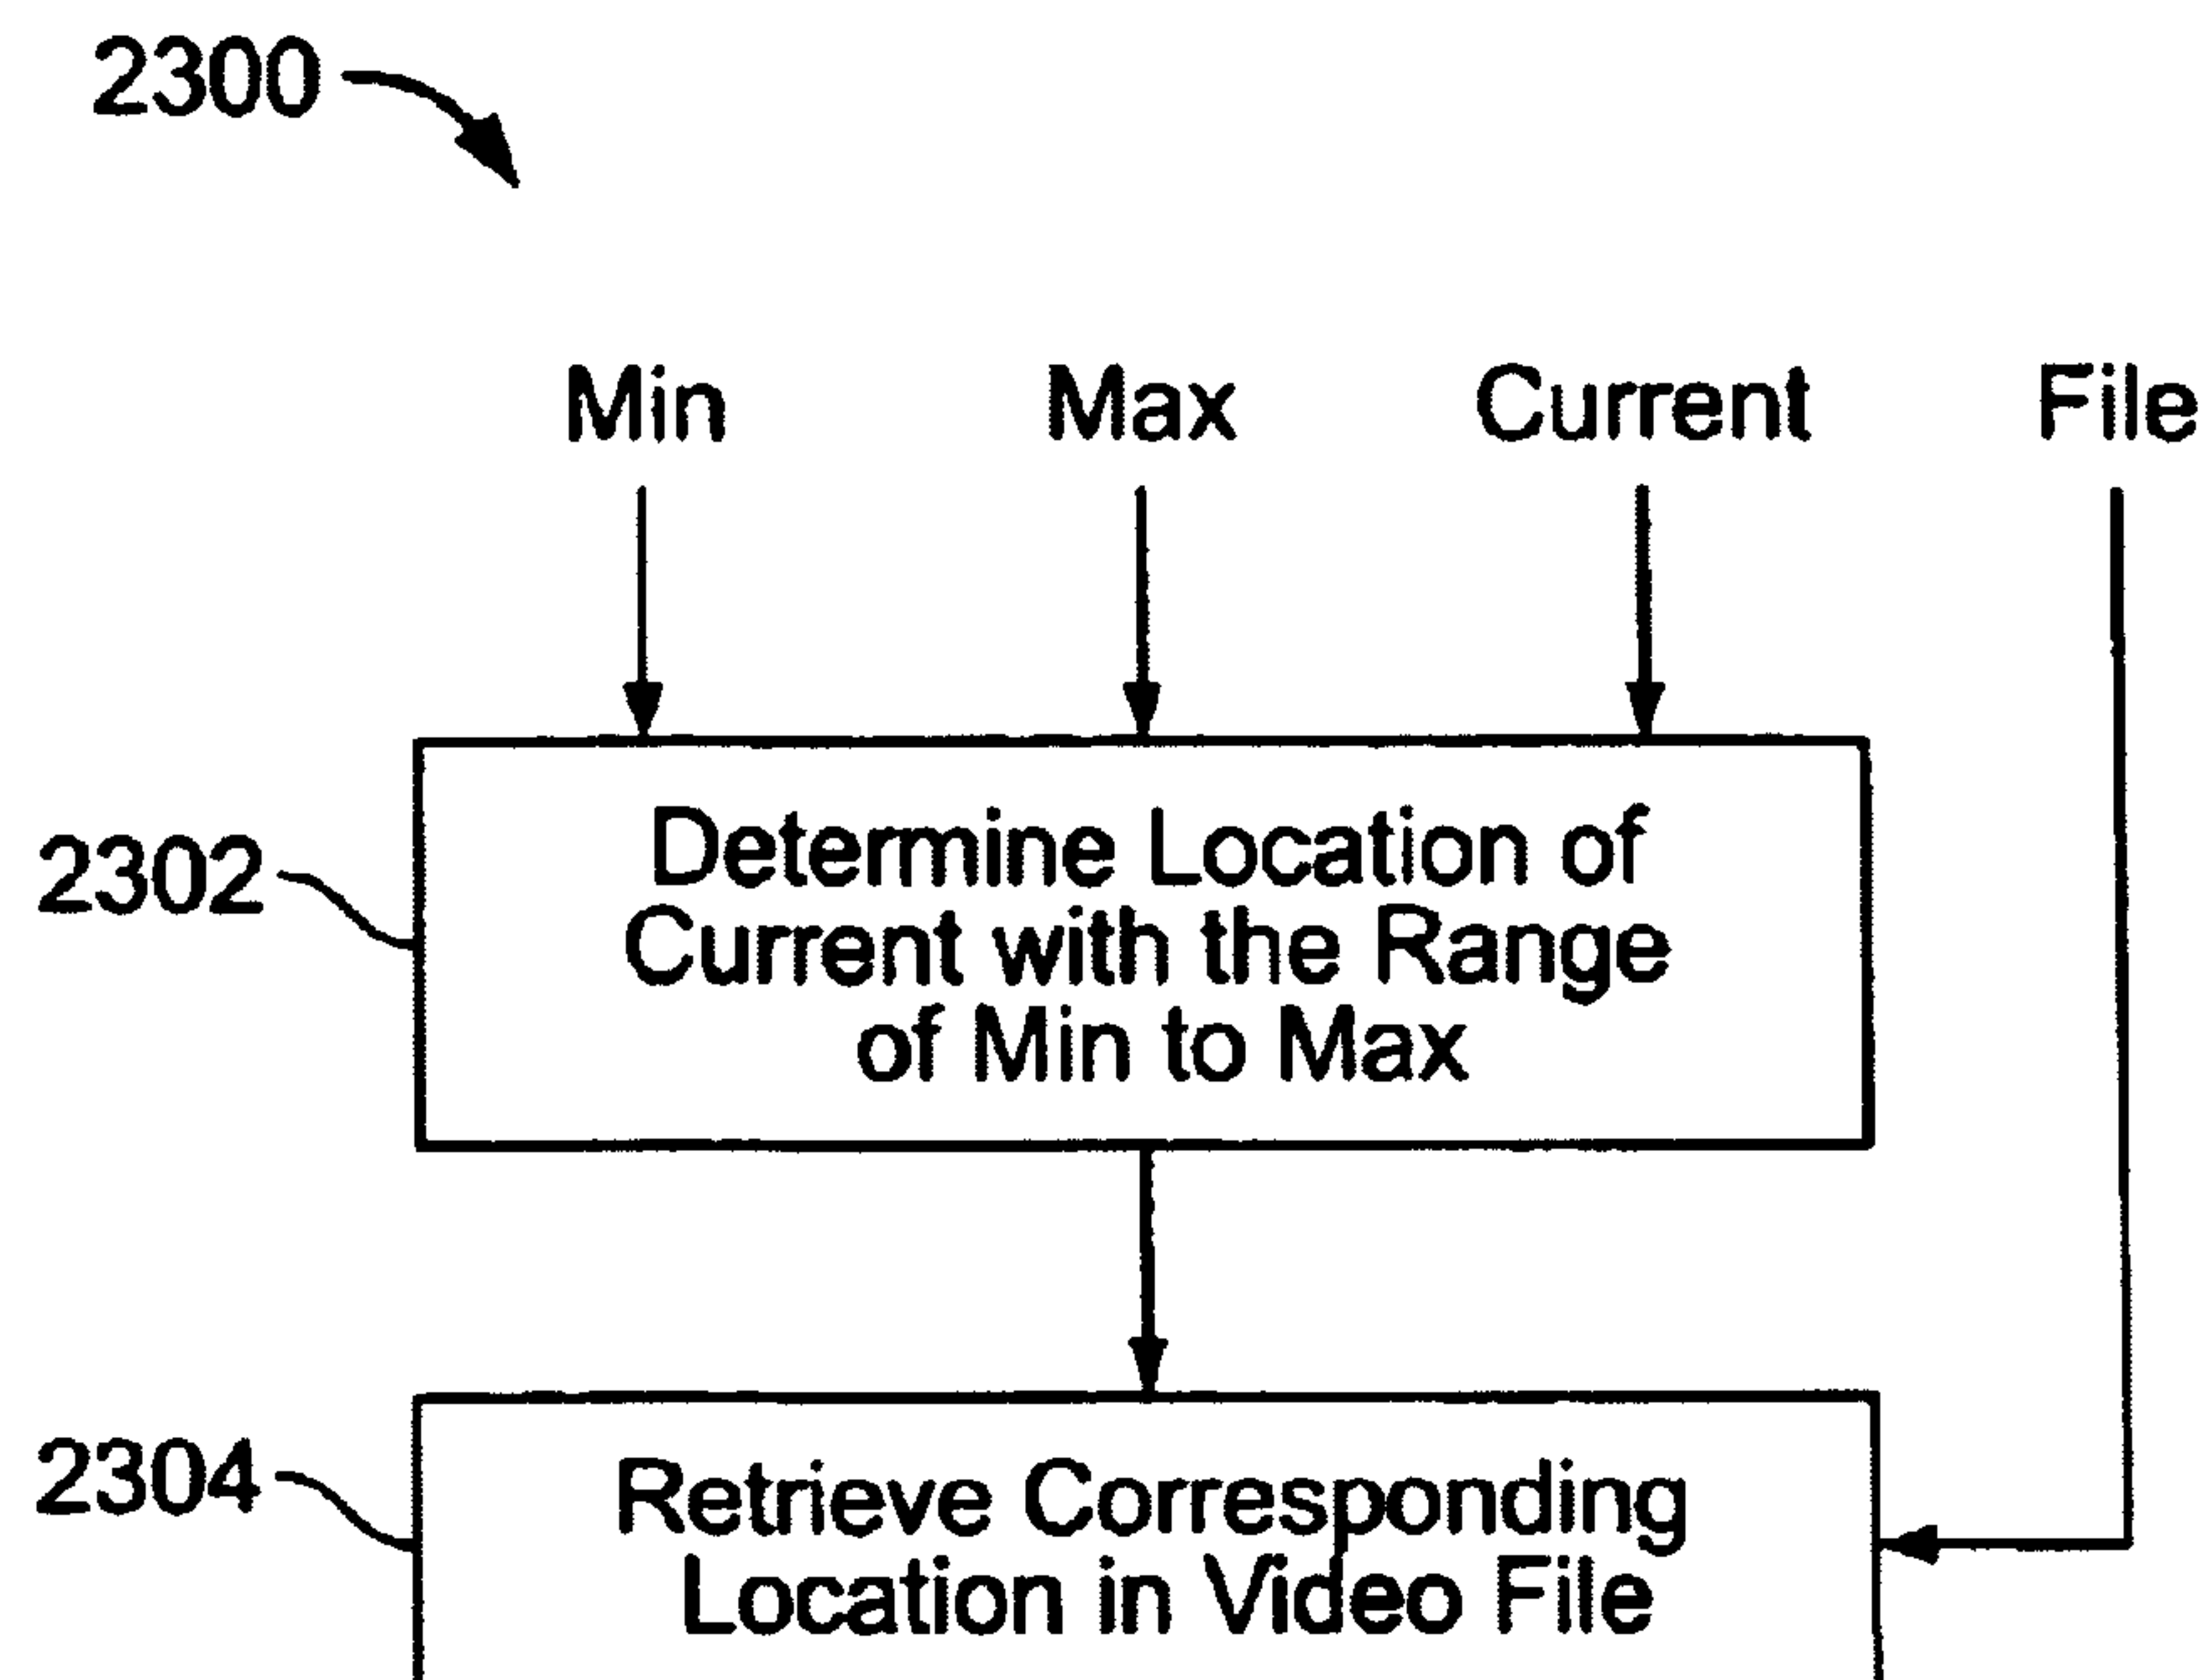 2300
Min Max Current File
2302
Determine Location of
Current with the Range
of Min to Max
2304
Retrieve Corresponding
Location in Video File